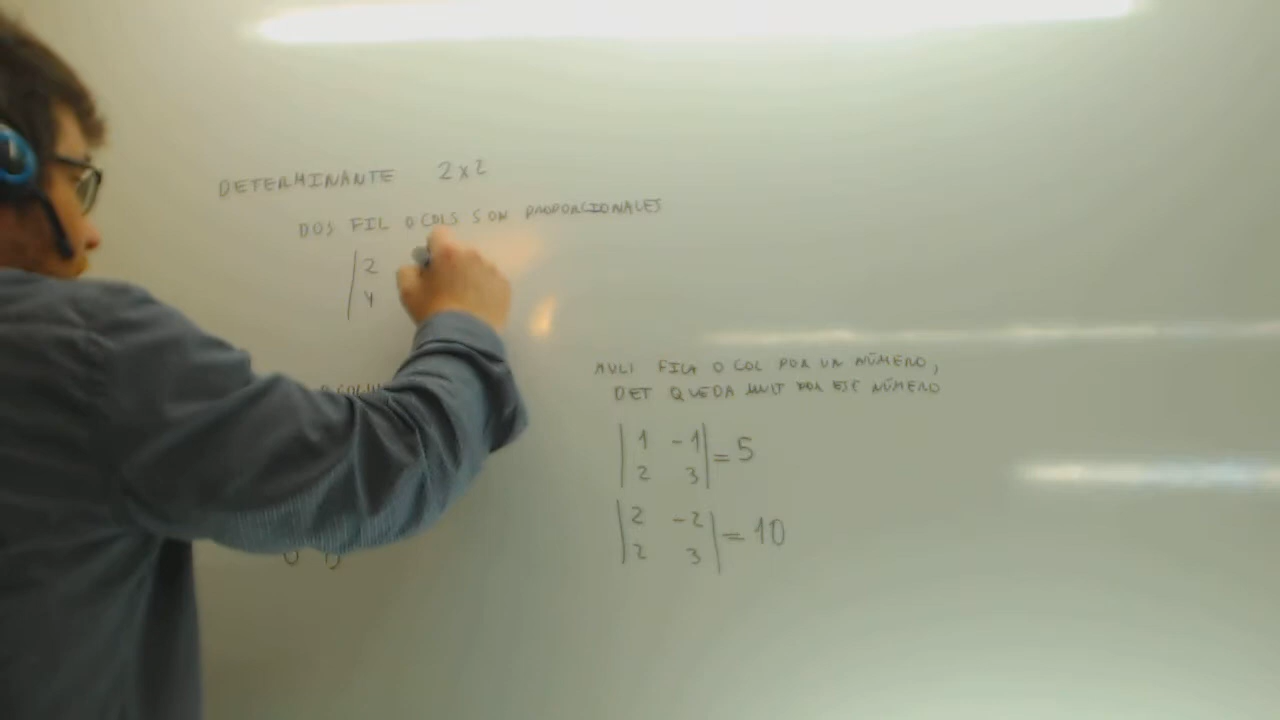 DETERMINANTE 2x2
DOS FIL O COLS SON PROPORCIONALES
2
4
MULT FILA O COL POR UN NÚMERO,
DET QUEDA MULT POR ESE NÚMERO
| 1 -1 | = 5
| 2 3 |
| 2 -2 | = 10
| 2 3 |